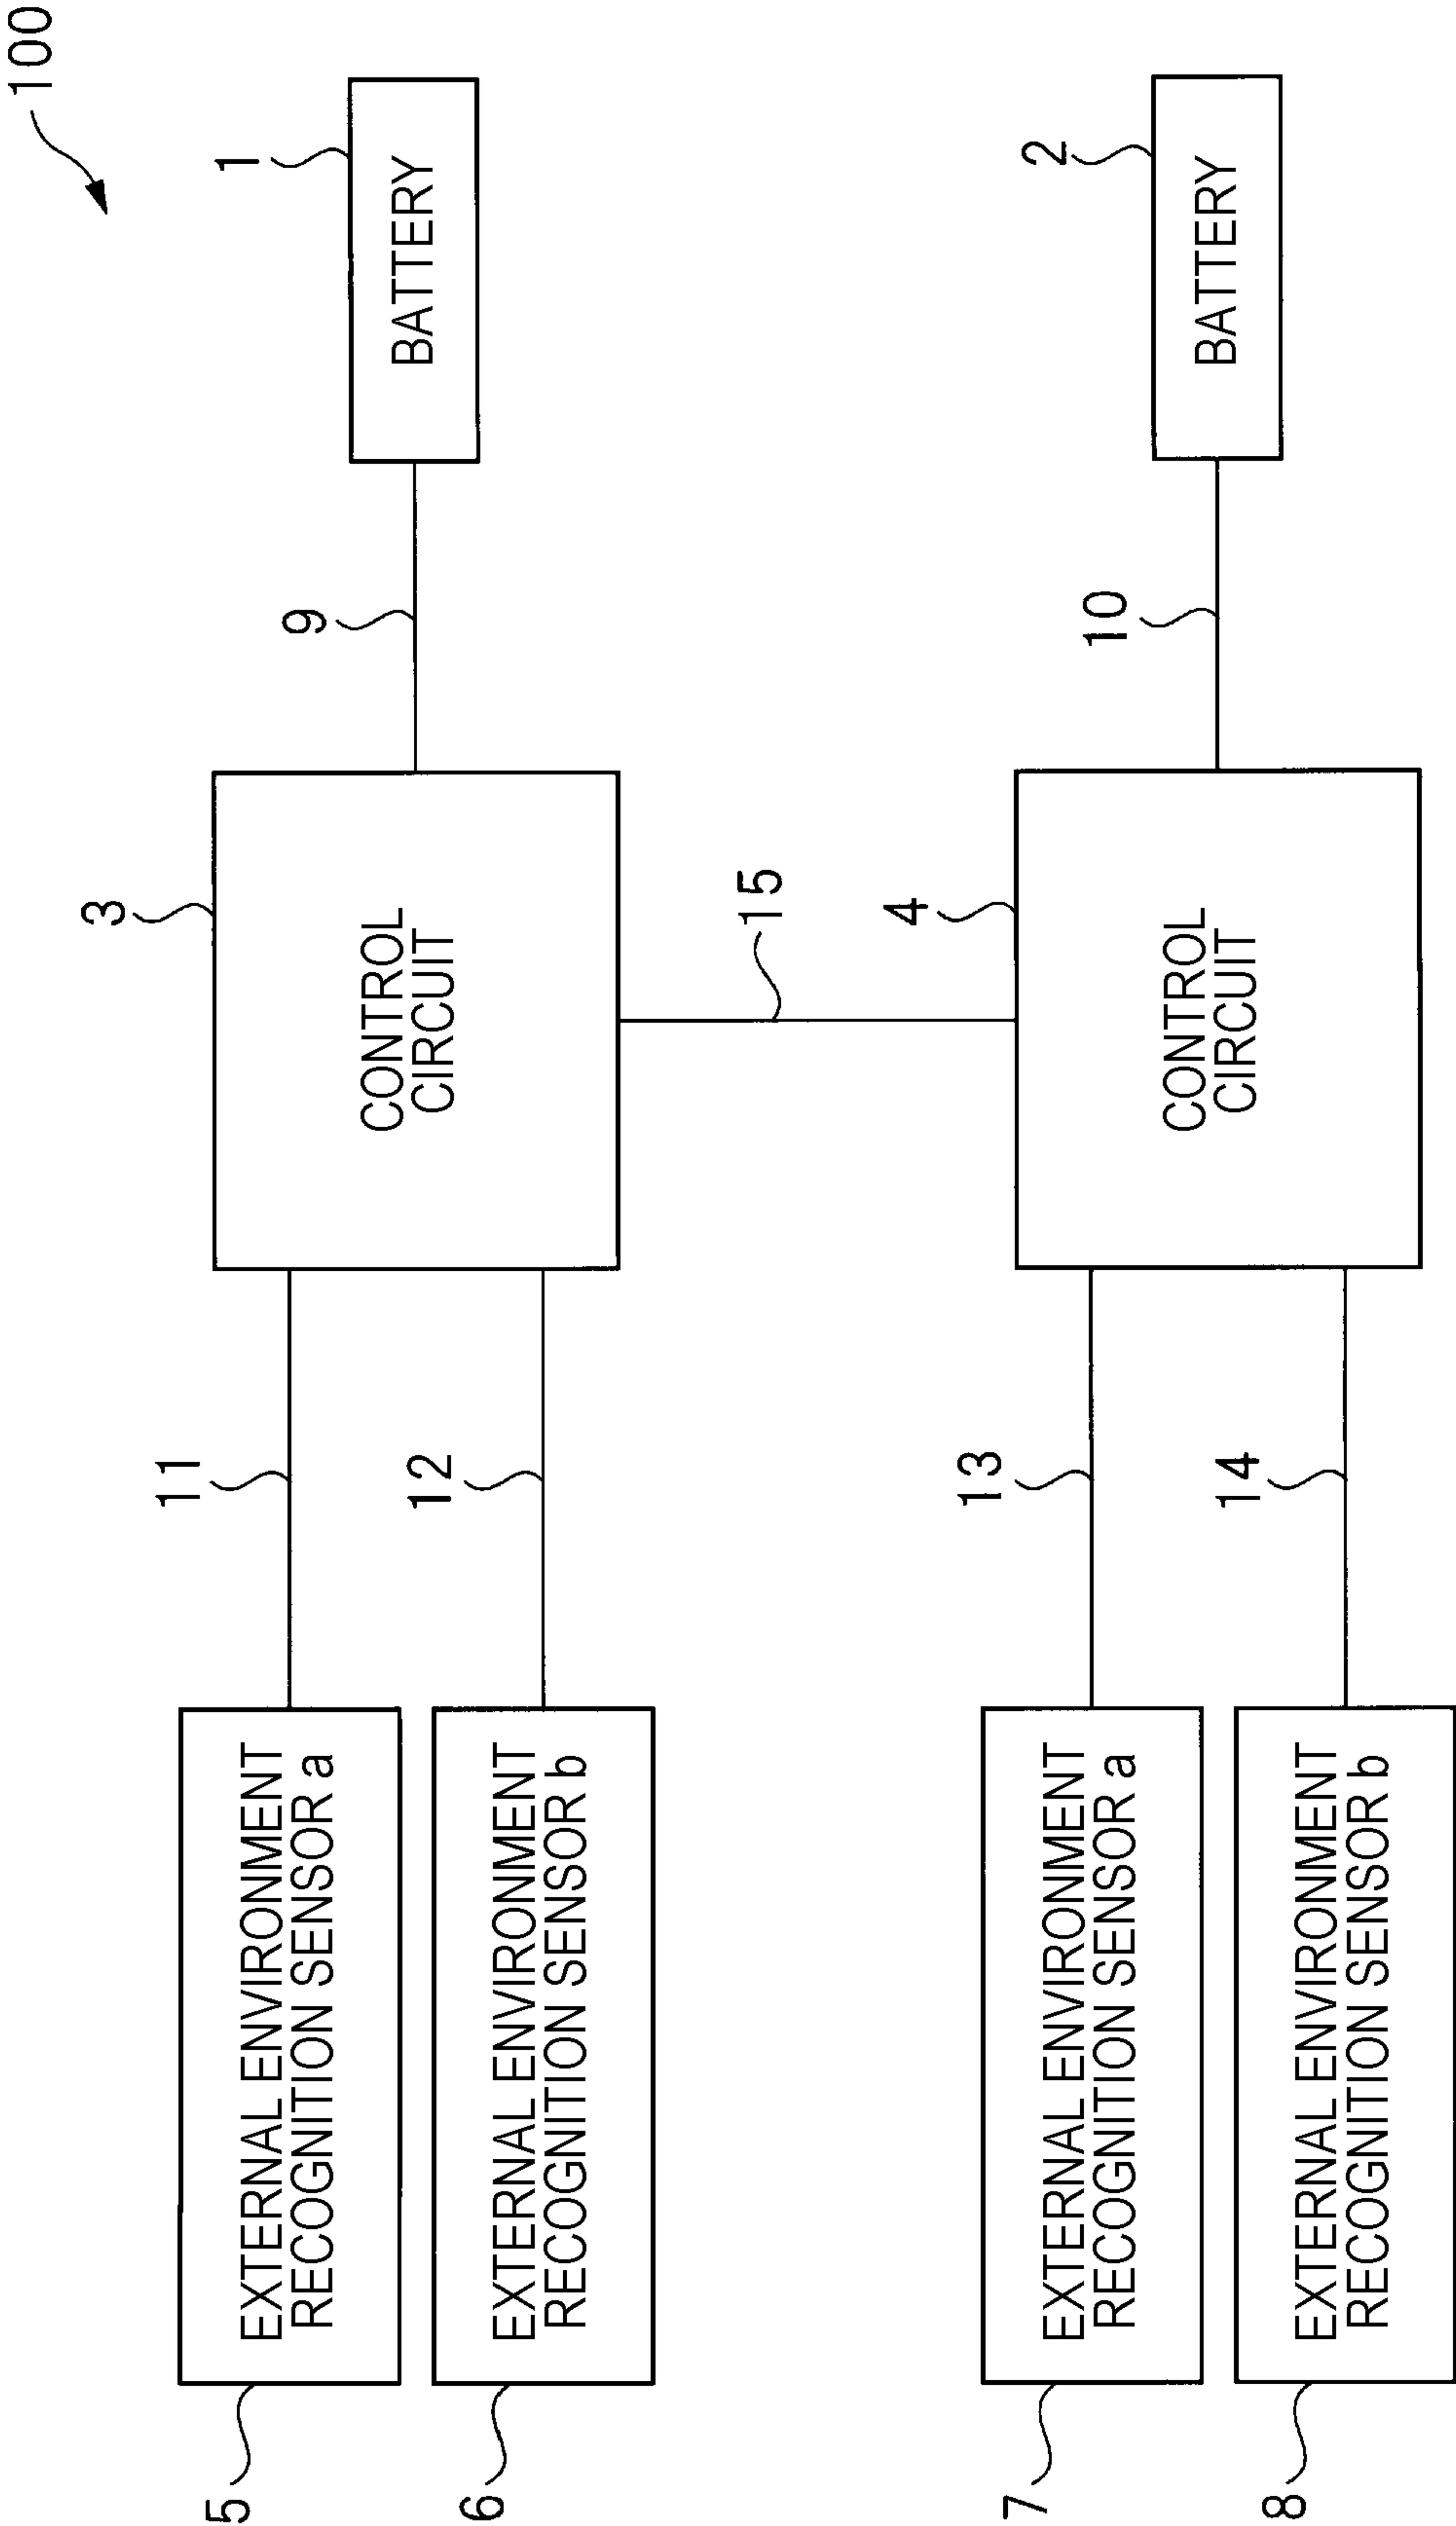 100
1
BATTERY
9
3
CONTROL
CIRCUIT
11
12
EXTERNAL ENVIRONMENT
RECOGNITION SENSOR a
5
EXTERNAL ENVIRONMENT
RECOGNITION SENSOR b
6
15
2
BATTERY
10
4
CONTROL
CIRCUIT
13
14
EXTERNAL ENVIRONMENT
RECOGNITION SENSOR a
7
EXTERNAL ENVIRONMENT
RECOGNITION SENSOR b
8